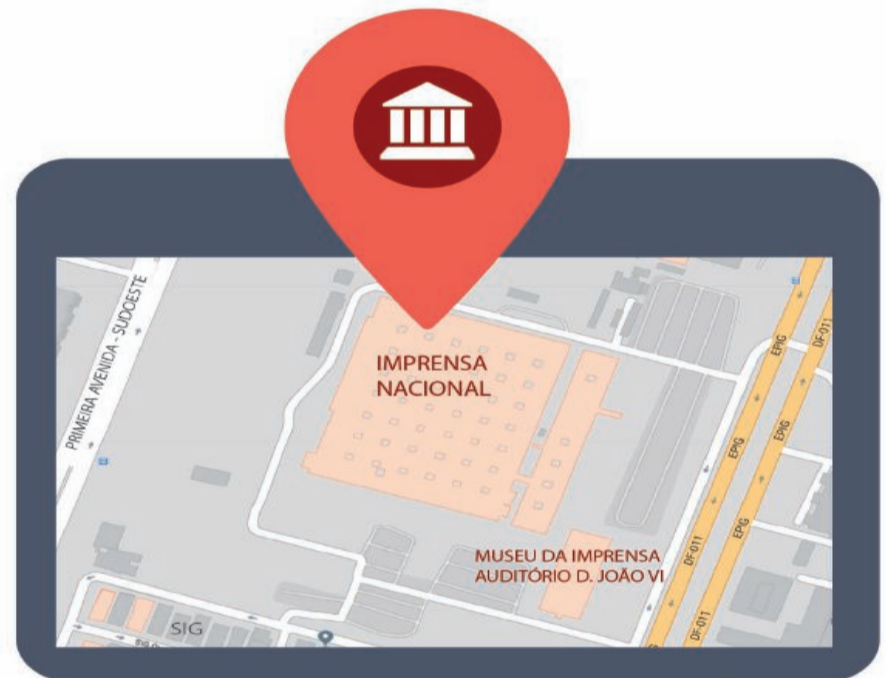 PRIMEIRA AVENIDA - SUDOESTE
IMPRENSA
NACIONAL
EPIG
DF-011
EPIG
EPIG
EPIG
MUSEU DA IMPRENSA
AUDITÓRIO D. JOÃO VI
DF-011
DF-011
SIG